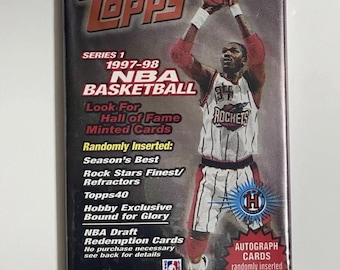 Topps
SERIES 1
1997-98
NBA
BASKETBALL
Look For
Hall of Fame
Minted Cards
Randomly Inserted:
Season's Best
Rock Stars Finest/
Refractors
Topps40
Hobby Exclusive
Bound for Glory
NBA Draft
Redemption Cards
No purchase necessary
see back for details
34
ROCKETS
H
NBA
AUTOGRAPH
CARDS
randomly inserted